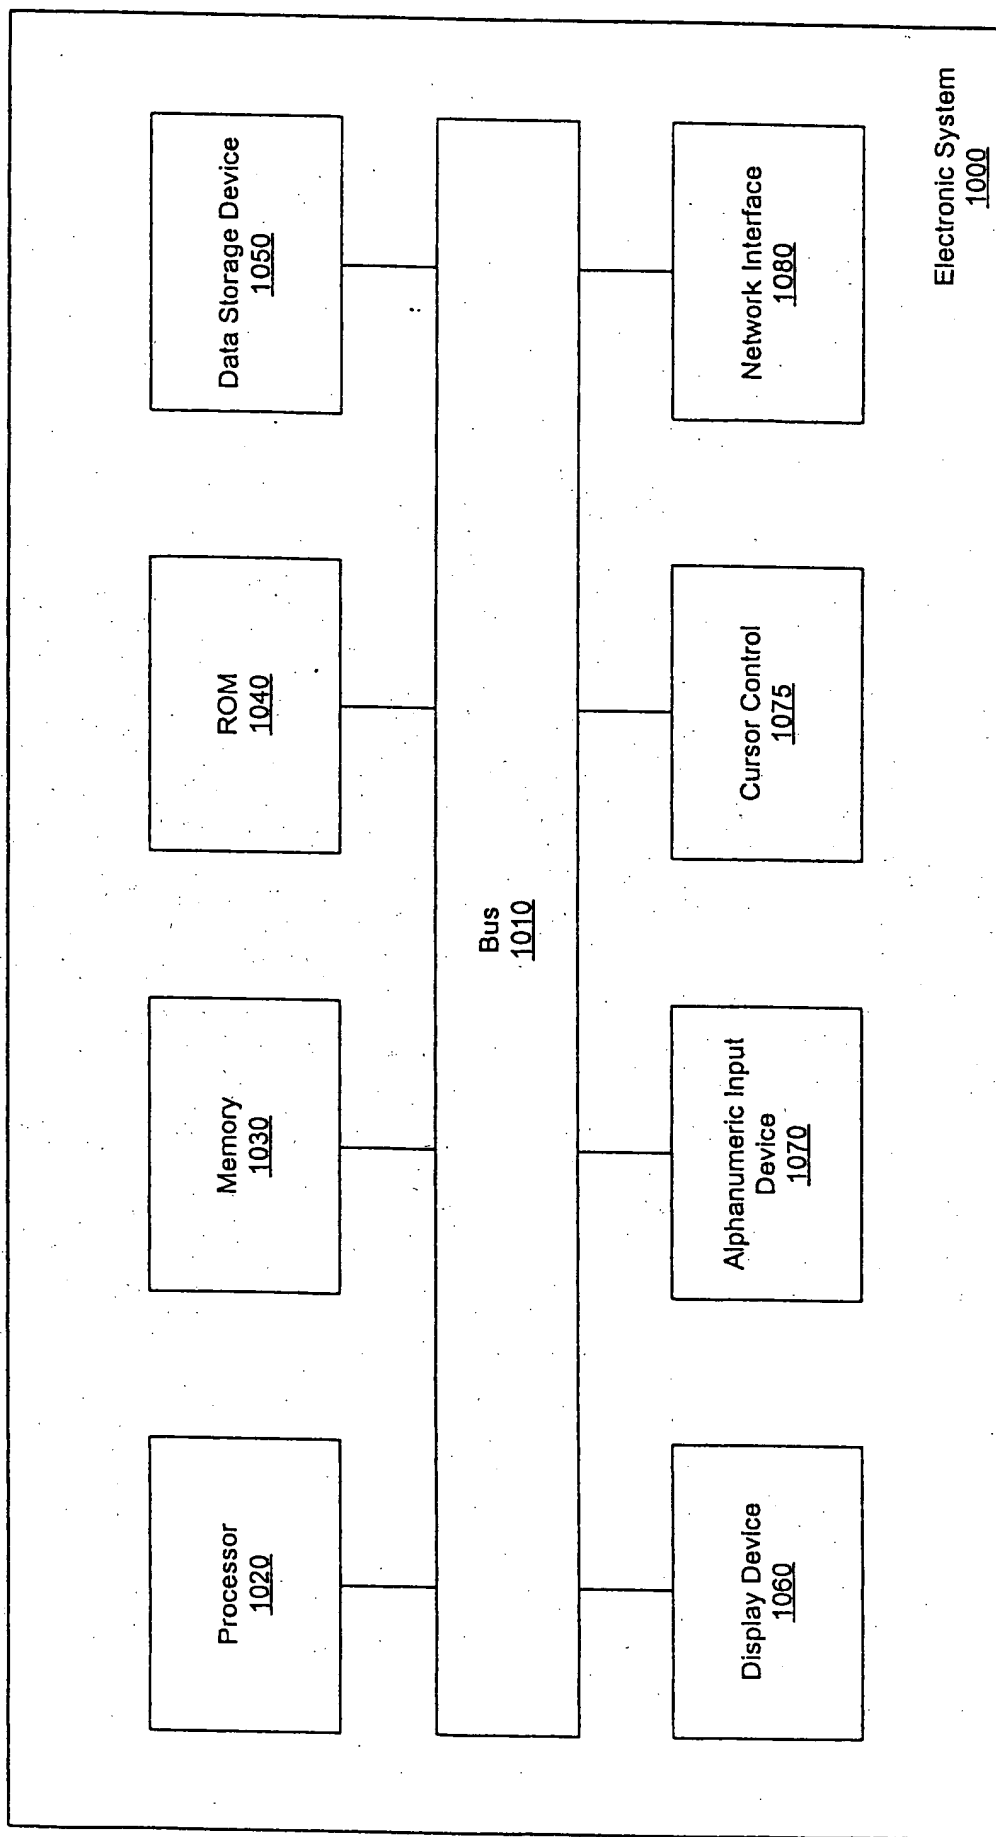 Processor
1020
Memory
1030
ROM
1040
Data Storage Device
1050
Bus
1010
Display Device
1060
Alphanumeric Input
Device
1070
Cursor Control
1075
Network Interface
1080
Electronic System
1000